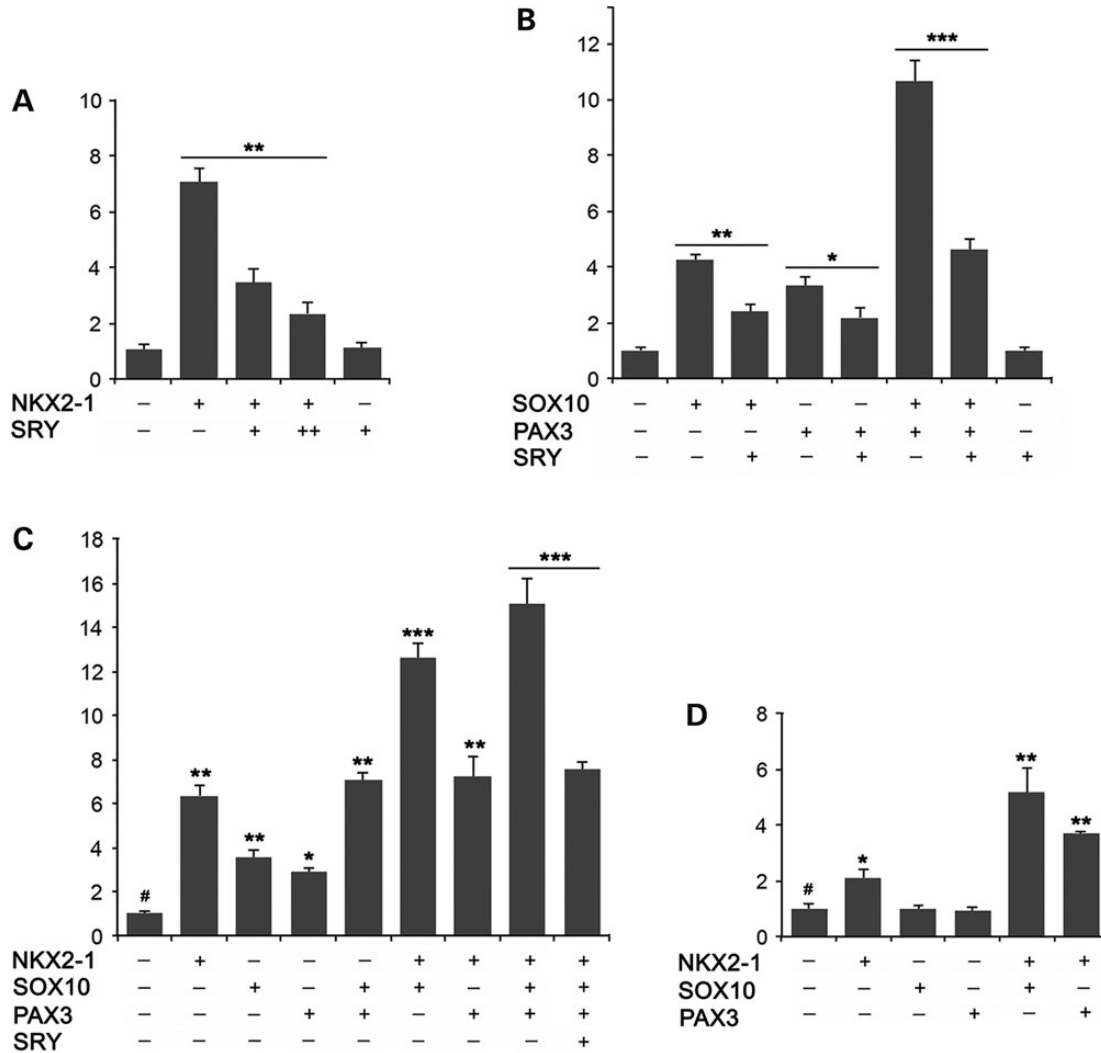 A
10
8
6
4
2
0
**
NKX2-1 – + + + –
SRY – – + ++ +
B
12
10
8
6
4
2
0
**
*
***
SOX10 – + + – – + + –
PAX3 – – – + + + + –
SRY – – + – + – + +
C
18
16
14
12
10
8
6
4
2
0
#
**
**
*
**
***
**
***
NKX2-1 – + – – – + + + +
SOX10 – – + – + + – + +
PAX3 – – – + + – + + +
SRY – – – – – – – – +
D
8
6
4
2
0
#
*
**
**
NKX2-1 – + – – + +
SOX10 – – + – + –
PAX3 – – – + – +